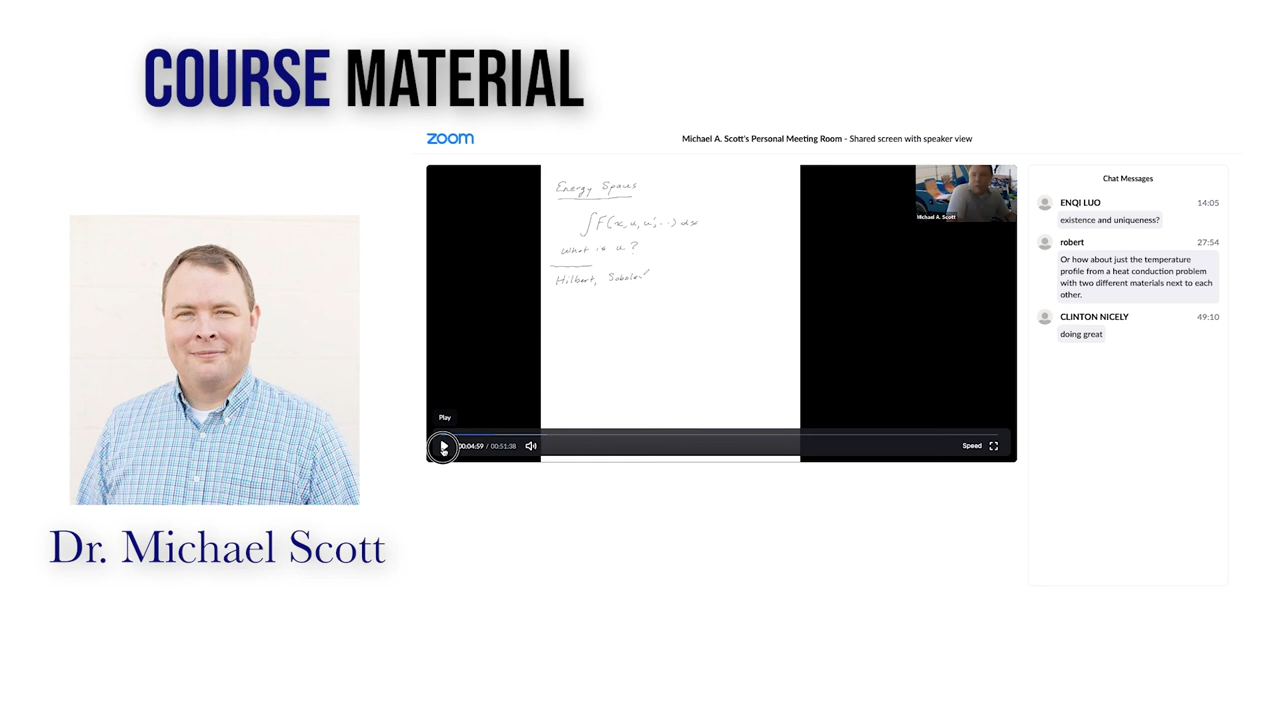 COURSE MATERIAL
zoom
Michael A. Scott's Personal Meeting Room - Shared screen with speaker view
Energy Spaces
∫F(x, u, u', ...) dx
What is u?
Hilbert, Sobolev
Michael A. Scott
Play
00:04:59 / 00:51:38
Speed
Chat Messages
ENQI LUO 14:05
existence and uniqueness?
robert 27:54
Or how about just the temperature
profile from a heat conduction problem
with two different materials next to each
other.
CLINTON NICELY 49:10
doing great
Dr. Michael Scott